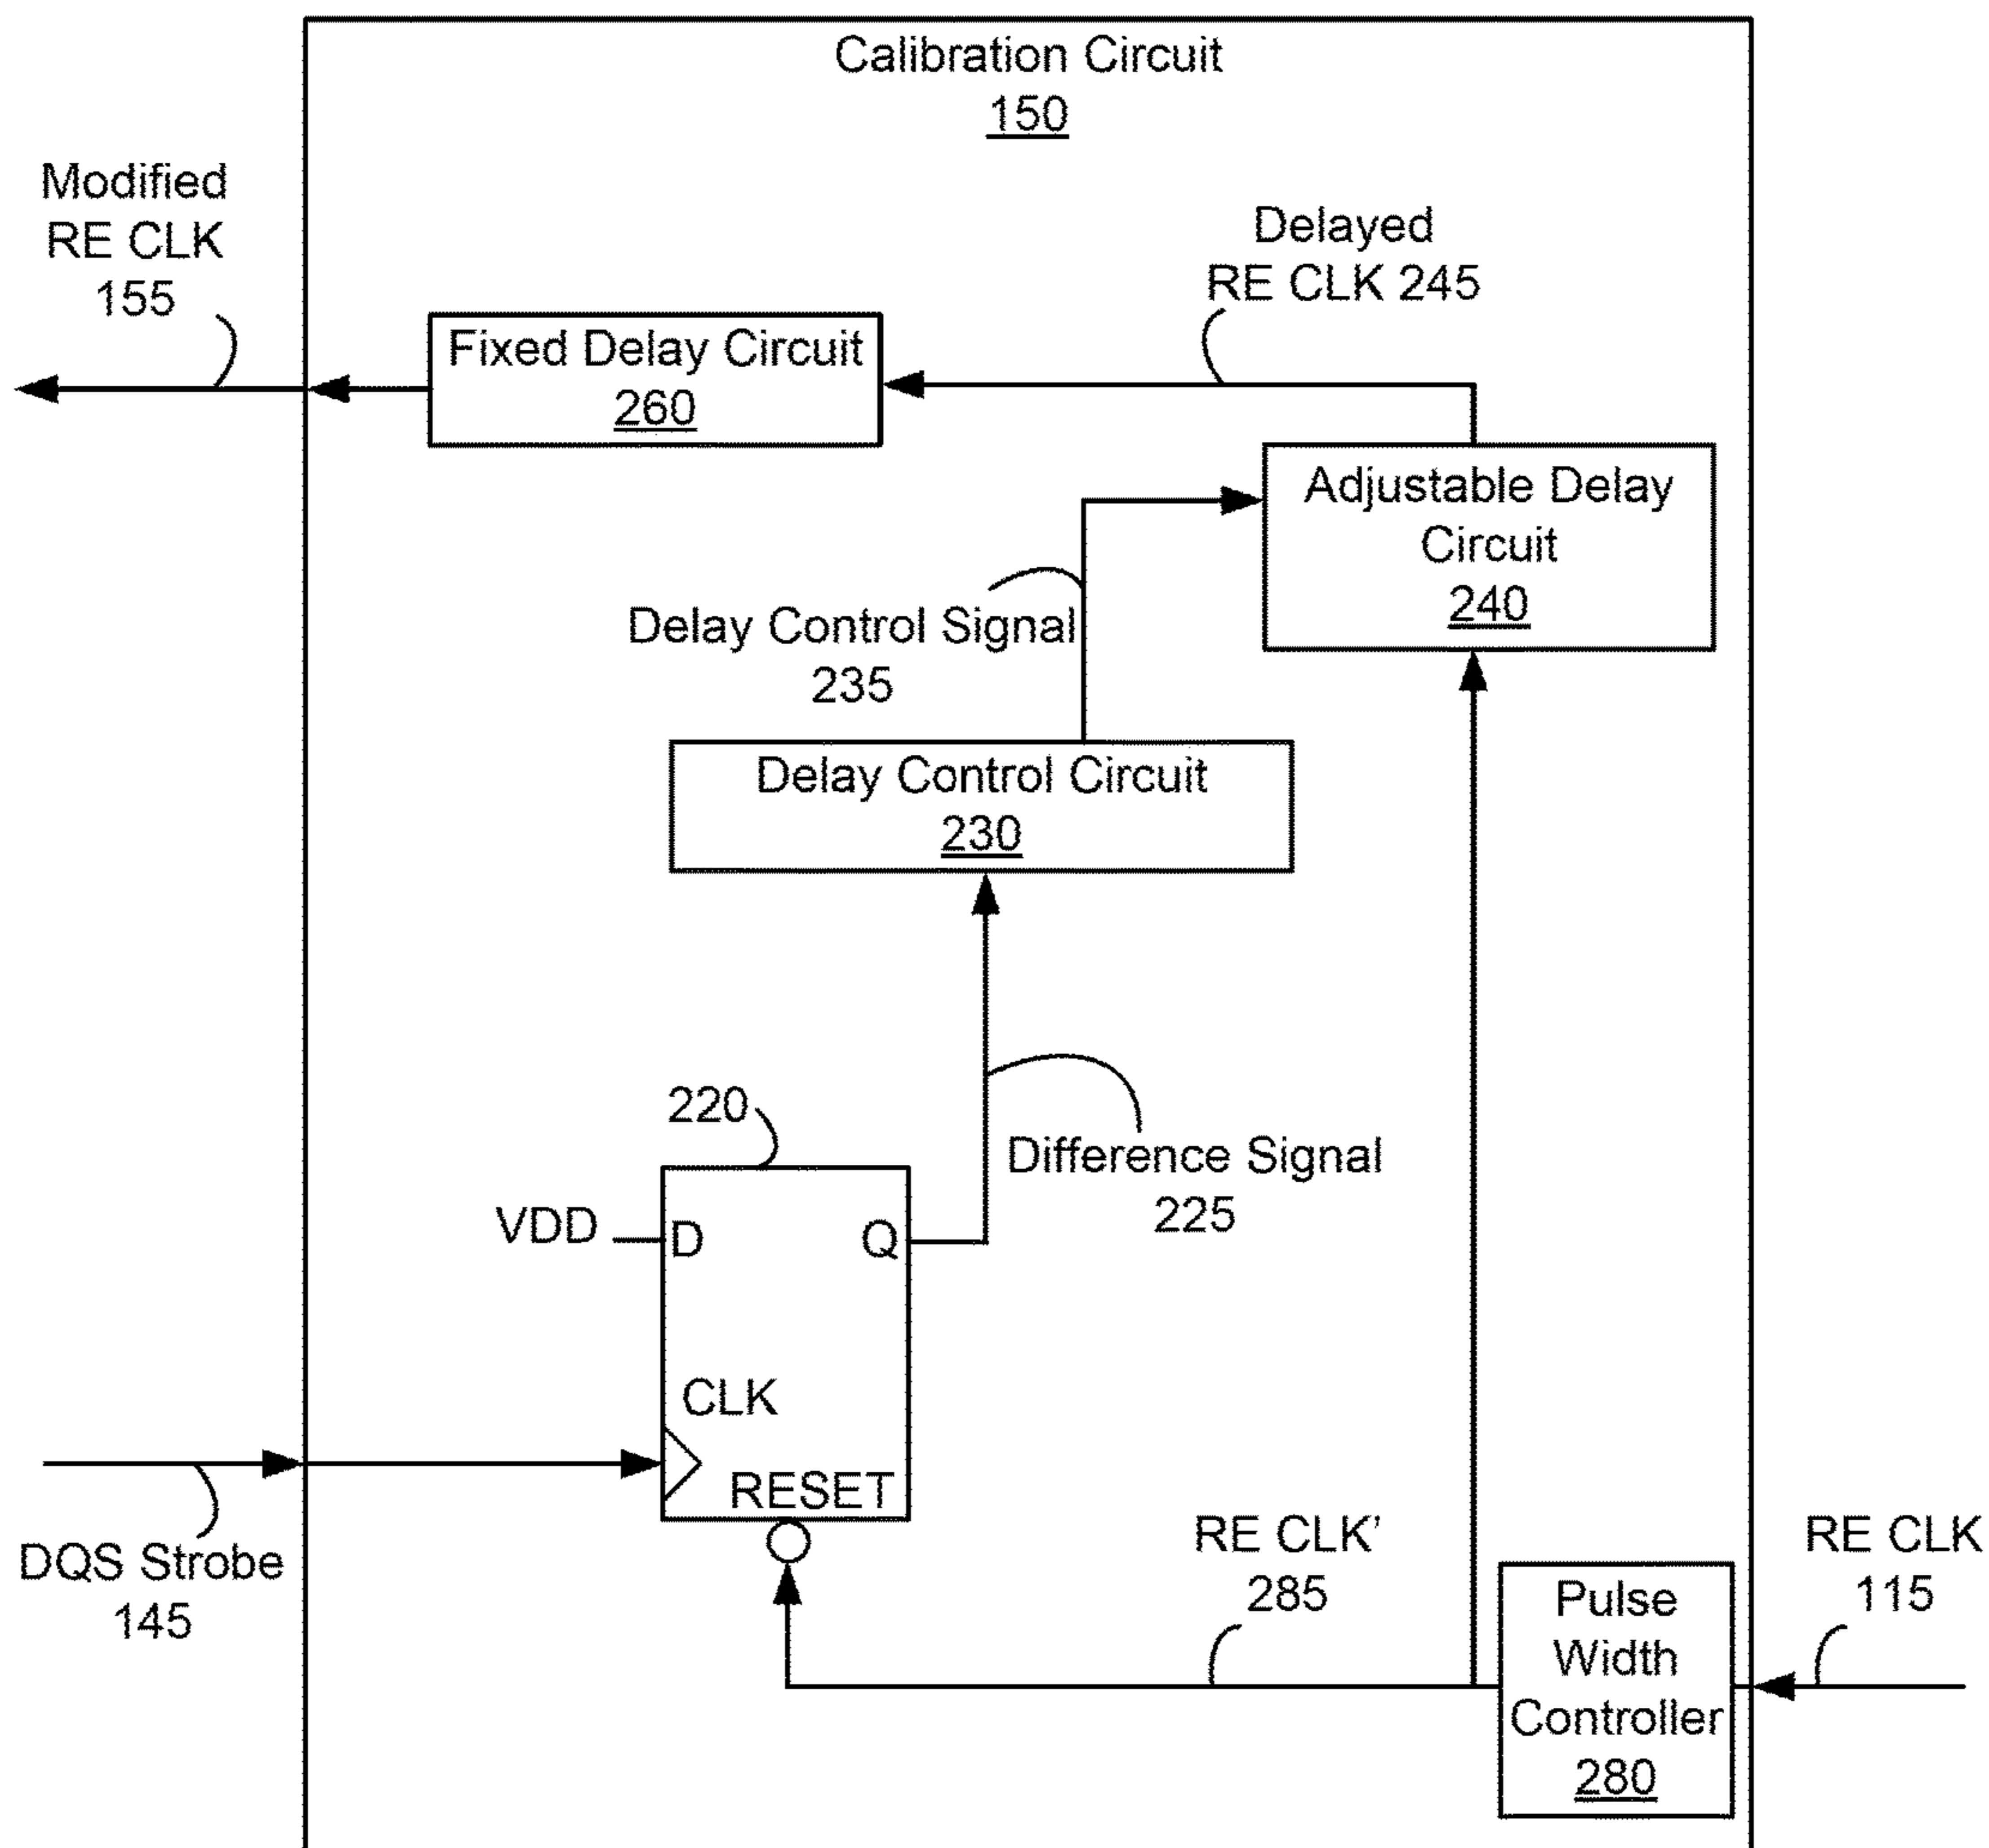 Calibration Circuit
150
Modified
RE CLK
155
Delayed
RE CLK 245
Fixed Delay Circuit
260
Adjustable Delay
Circuit
240
Delay Control Signal
235
Delay Control Circuit
230
220
Difference Signal
225
VDD
D
Q
CLK
RESET
DQS Strobe
145
RE CLK'
285
Pulse
Width
Controller
280
RE CLK
115